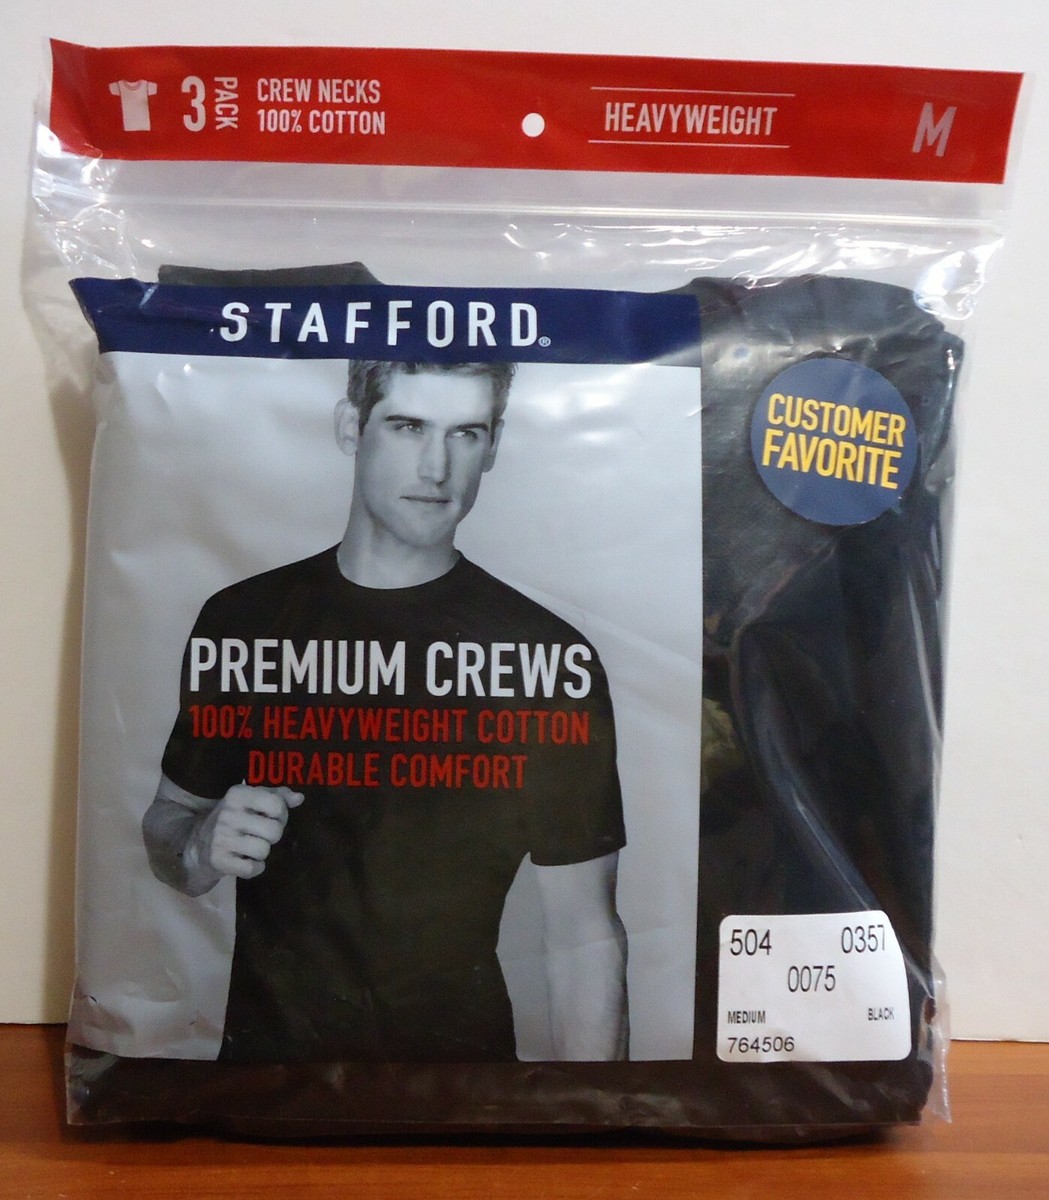 3 PACK
CREW NECKS
100% COTTON
HEAVYWEIGHT
M
STAFFORD®
CUSTOMER
FAVORITE
PREMIUM CREWS
100% HEAVYWEIGHT COTTON
DURABLE COMFORT
504 0357
0075
MEDIUM BLACK
764506